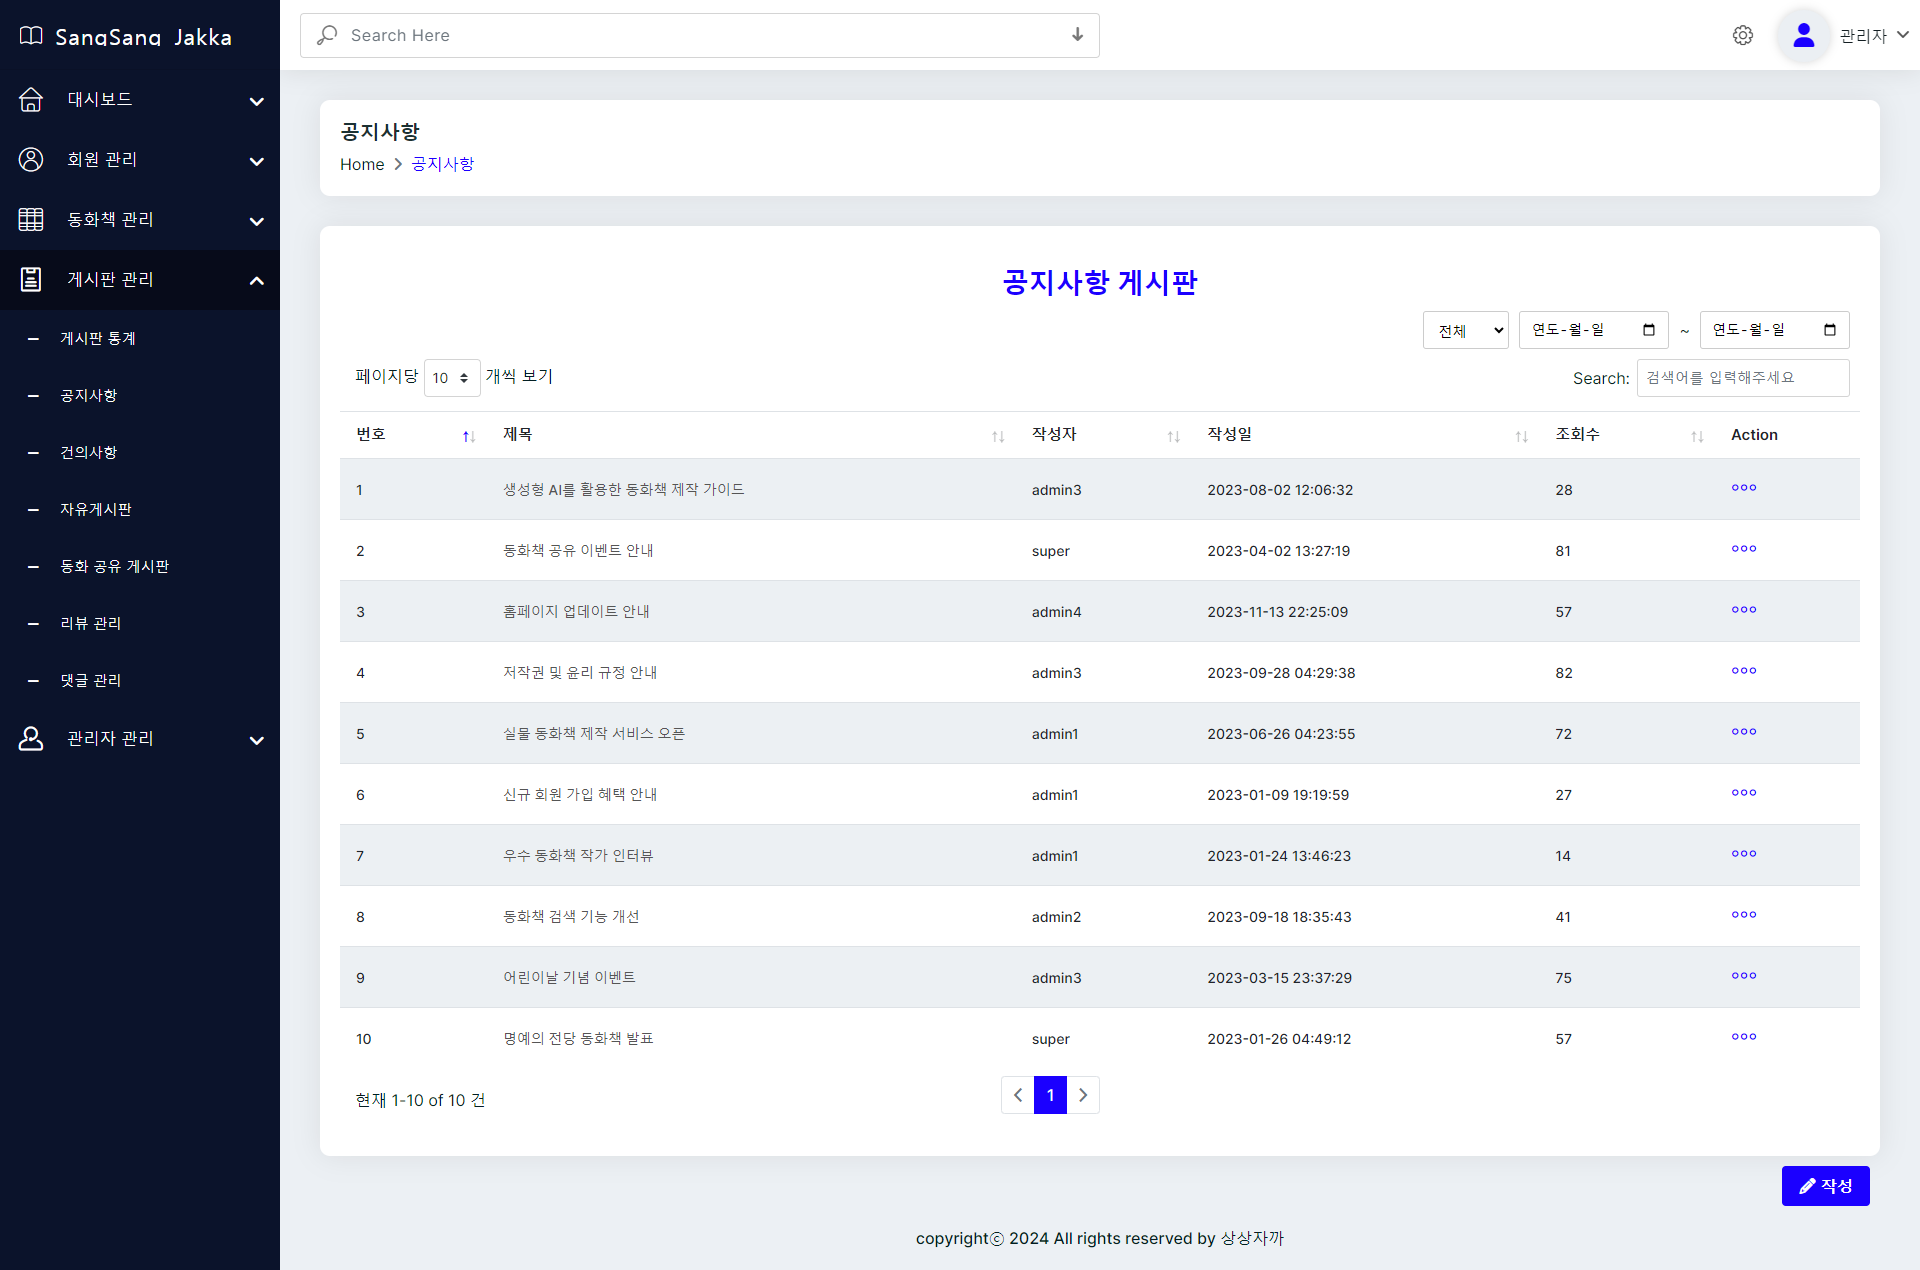 SangSang Jakka
Search Here
관리자
대시보드
회원 관리
동화책 관리
게시판 관리
게시판 통계
공지사항
건의사항
자유게시판
동화 공유 게시판
리뷰 관리
댓글 관리
관리자 관리
공지사항
Home 공지사항
공지사항 게시판
전체 연도-월-일 ~ 연도-월-일
페이지당 10 개씩 보기 Search: 검색어를 입력해주세요
번호 제목 작성자 작성일 조회수 Action
1 생성형 AI를 활용한 동화책 제작 가이드 admin3 2023-08-02 12:06:32 28
2 동화책 공유 이벤트 안내 super 2023-04-02 13:27:19 81
3 홈페이지 업데이트 안내 admin4 2023-11-13 22:25:09 57
4 저작권 및 윤리 규정 안내 admin3 2023-09-28 04:29:38 82
5 실물 동화책 제작 서비스 오픈 admin1 2023-06-26 04:23:55 72
6 신규 회원 가입 혜택 안내 admin1 2023-01-09 19:19:59 27
7 우수 동화책 작가 인터뷰 admin1 2023-01-24 13:46:23 14
8 동화책 검색 기능 개선 admin2 2023-09-18 18:35:43 41
9 어린이날 기념 이벤트 admin3 2023-03-15 23:37:29 75
10 명예의 전당 동화책 발표 super 2023-01-26 04:49:12 57
현재 1-10 of 10 건 1
작성
copyrightⓒ 2024 All rights reserved by 상상자까